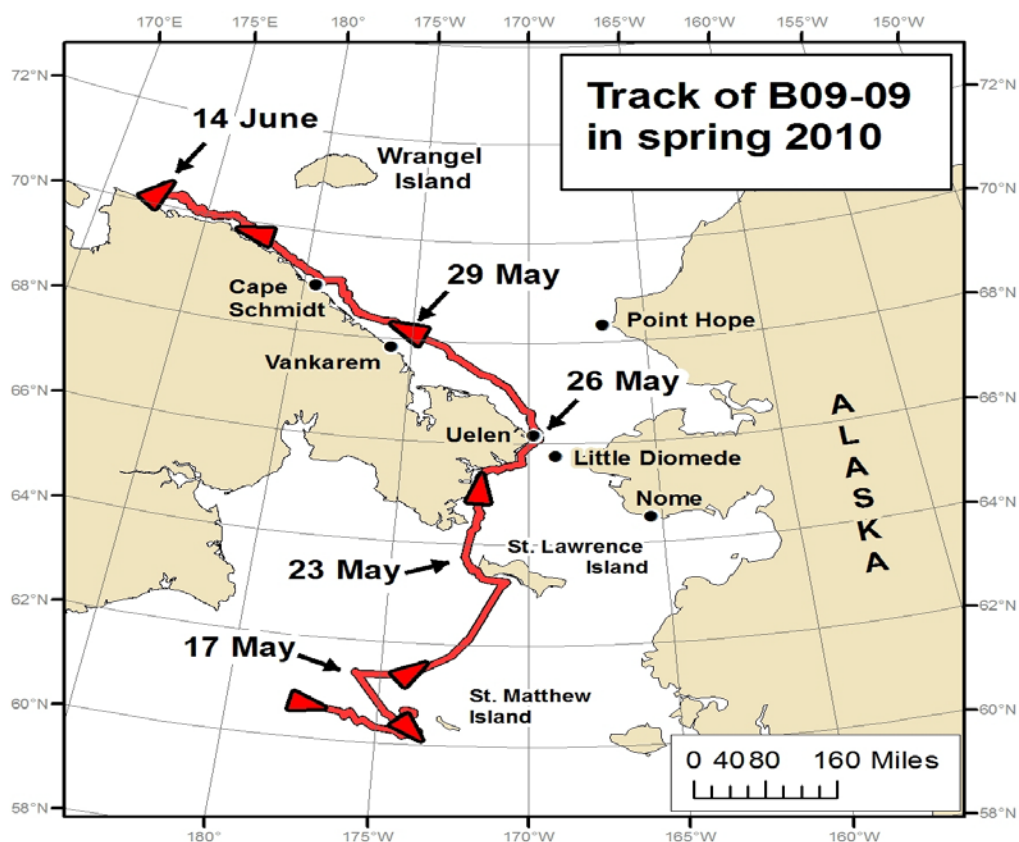 170°E 175°E 180° 175°W 170°W 165°W 160°W 155°W 150°W
72°N
70°N
68°N
66°N
64°N
62°N
60°N
58°N
72°N
70°N
68°N
66°N
64°N
62°N
60°N
58°N
Track of B09-09
in spring 2010
14 June
Wrangel
Island
29 May
Cape
Schmidt
Point Hope
Vankarem
26 May
Uelen
Little Diomede
Nome
ALASKA
St. Lawrence
Island
23 May
17 May
St. Matthew
Island
0 40 80 160 Miles
180° 175°W 170°W 165°W 160°W